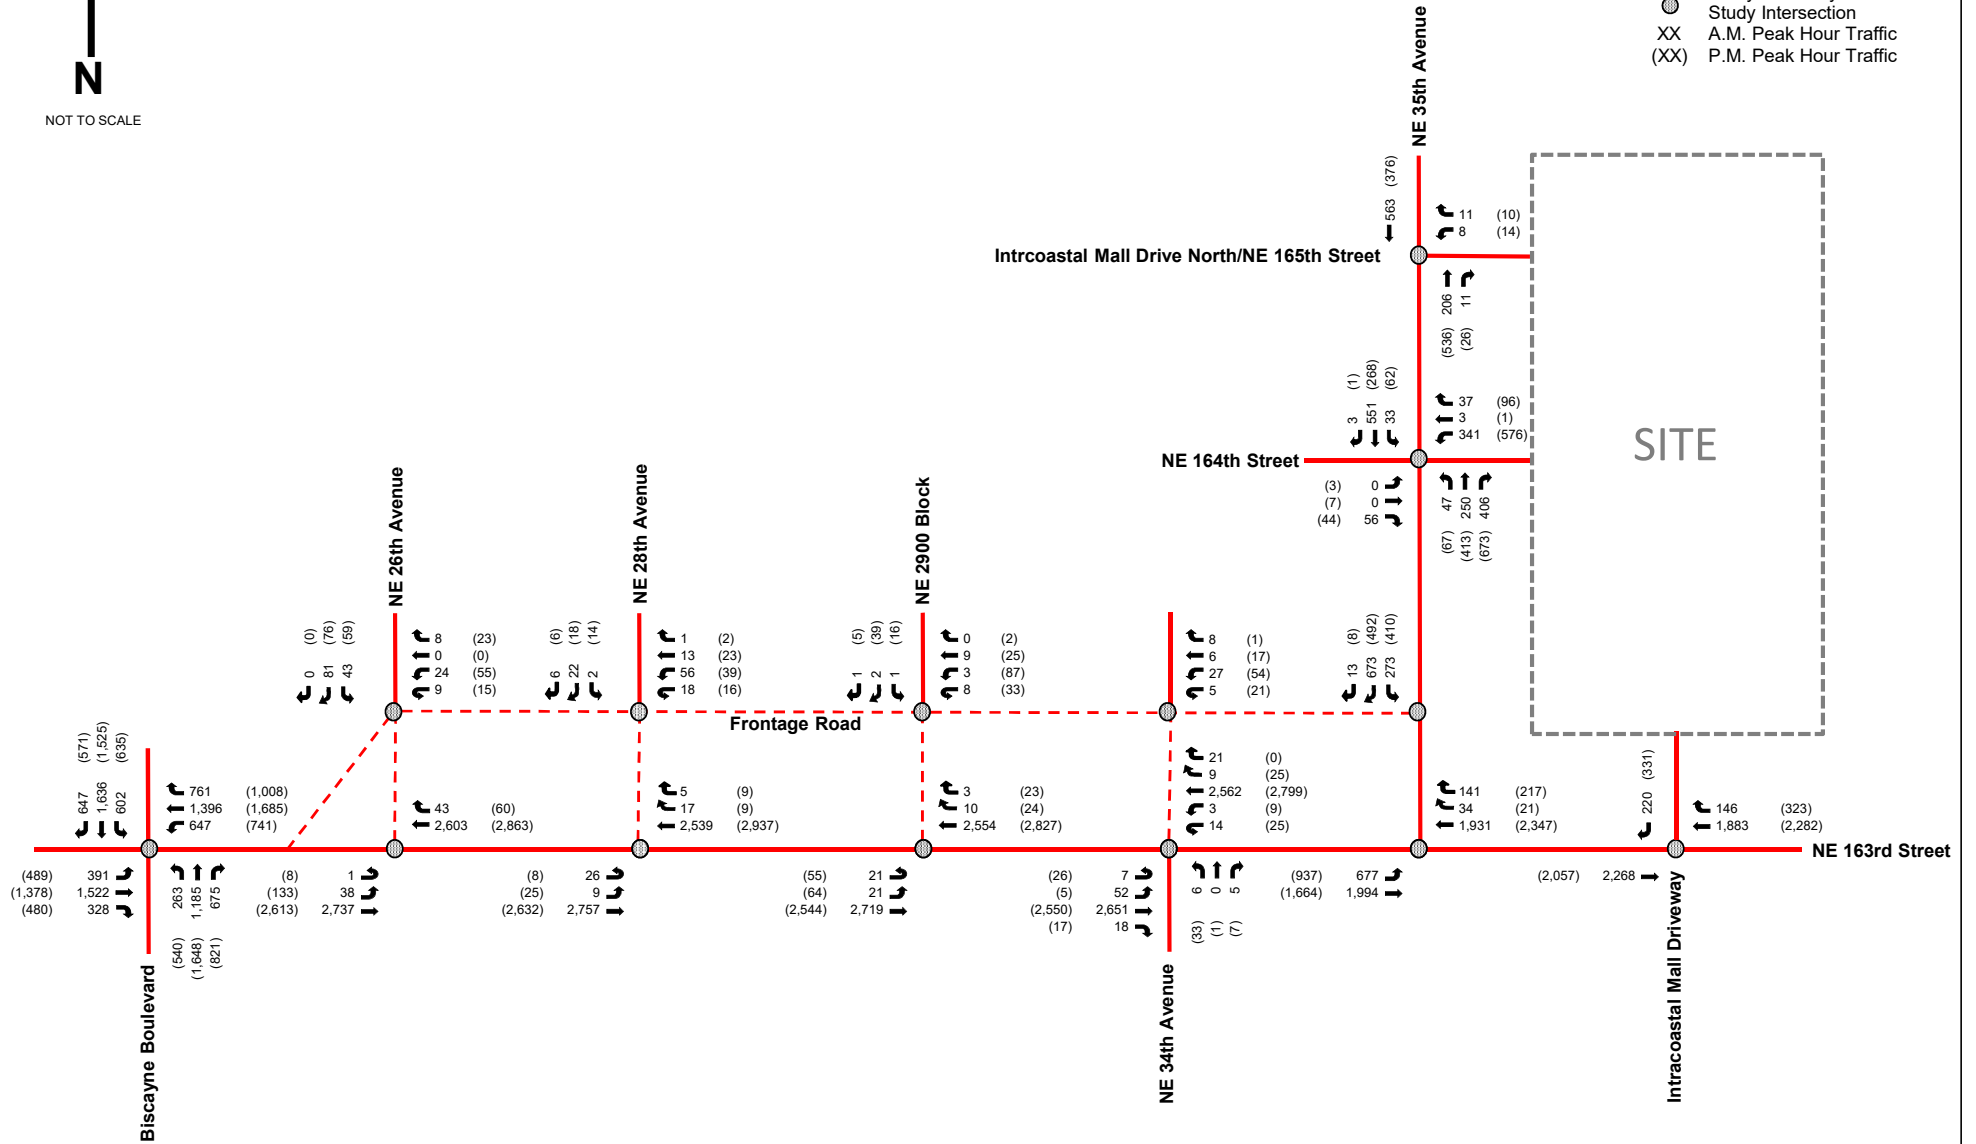 Study Intersection
XX A.M. Peak Hour Traffic
(XX) P.M. Peak Hour Traffic
N
NOT TO SCALE
NE 35th Avenue
563 (376)
11 (10)
8 (14)
Intrcoastal Mall Drive North/NE 165th Street
206 11
(536) (26)
(1) (268) (62)
3 551 33
37 (96)
3 (1)
341 (576)
SITE
NE 164th Street
(3) 0
(7) 0
(44) 56
47 250 406
(67) (413) (673)
NE 26th Avenue
NE 28th Avenue
NE 2900 Block
(0) (76) (59)
0 81 43
8 (23)
0 (0)
24 (55)
9 (15)
(6) (18) (14)
6 22 2
1 (2)
13 (23)
56 (39)
18 (16)
(5) (39) (16)
1 2 1
0 (2)
9 (25)
3 (87)
8 (33)
8 (1)
6 (17)
27 (54)
5 (21)
(8) (492) (410)
13 673 273
Frontage Road
(571) (1,525) (635)
647 1,636 602
761 (1,008)
1,396 (1,685)
647 (741)
43 (60)
2,603 (2,863)
5 (9)
17 (9)
2,539 (2,937)
3 (23)
10 (24)
2,554 (2,827)
21 (0)
9 (25)
2,562 (2,799)
3 (9)
14 (25)
141 (217)
34 (21)
1,931 (2,347)
220 (331)
146 (323)
1,883 (2,282)
NE 163rd Street
(489) 391
(1,378) 1,522
(480) 328
263 1,185 675
(540) (1,648) (821)
(8) 1
(133) 38
(2,613) 2,737
(8) 26
(25) 9
(2,632) 2,757
(55) 21
(64) 21
(2,544) 2,719
(26) 7
(5) 52
(2,550) 2,651
(17) 18
6 0 5
(33) (1) (7)
(937) 677
(1,664) 1,994
(2,057) 2,268
Biscayne Boulevard
NE 34th Avenue
Intracoastal Mall Driveway